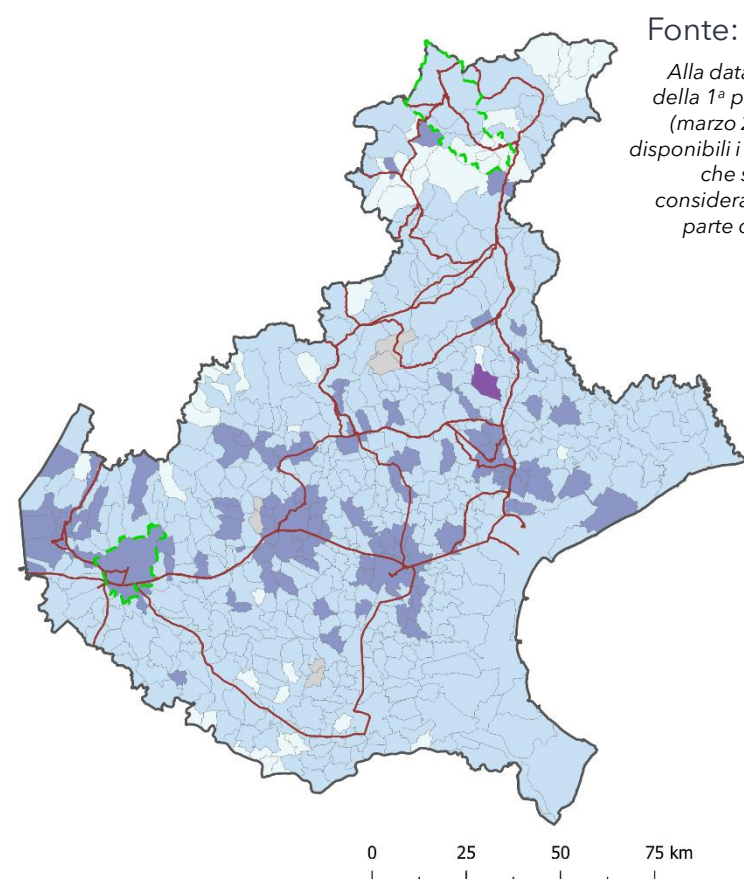 Fonte:
Alla data
della 1ª p
(marzo 2
disponibili i
che s
considera
parte c
0 25 50 75 km